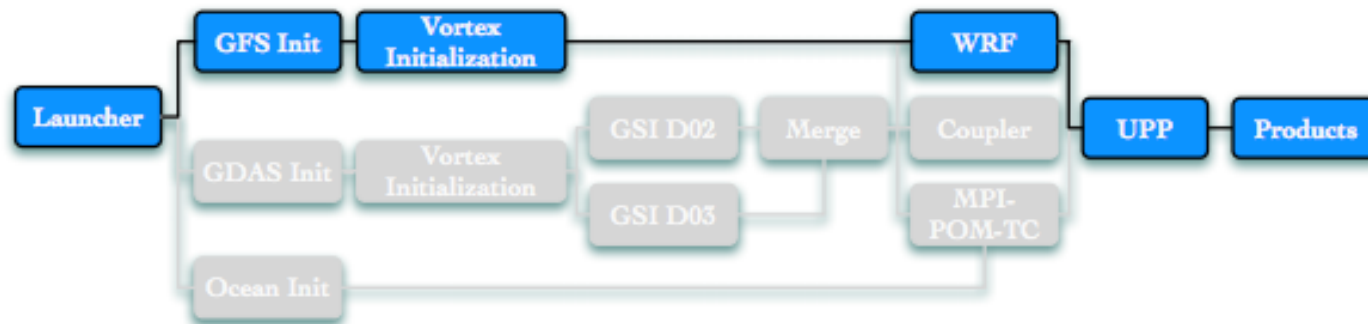 GFS Init
Vortex
Initialization
WRF
Launcher
GSI D02
Merge
Coupler
UPP
Products
GDAS Init
Vortex
Initialization
GSI D03
MPI-
POM-TC
Ocean Init